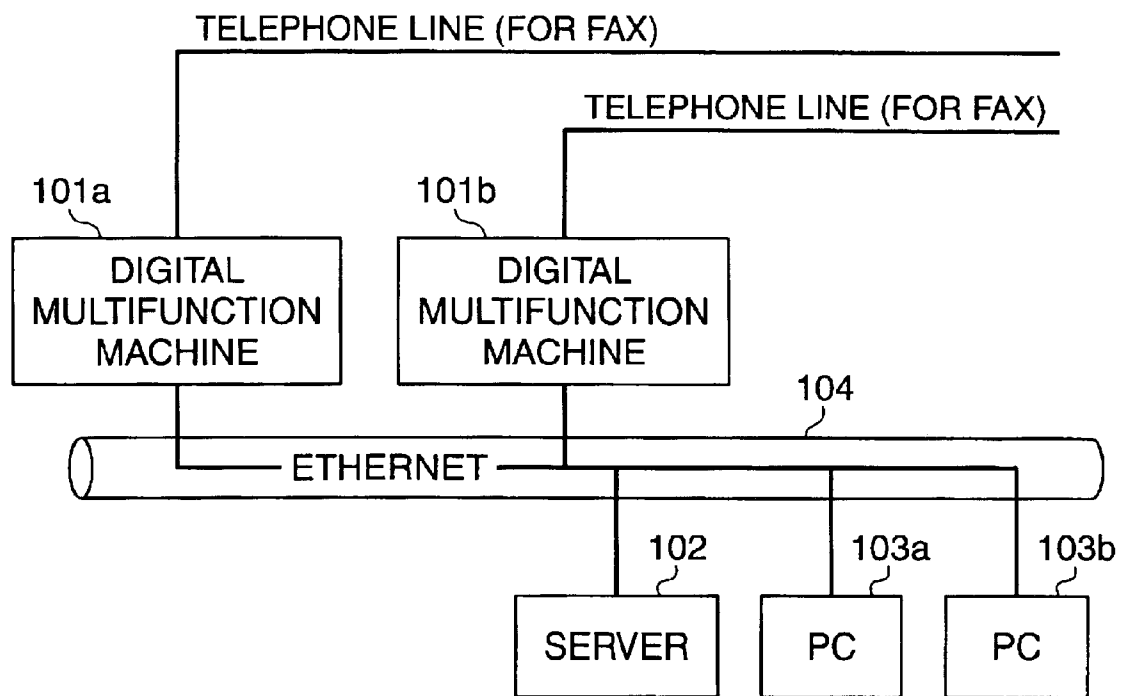 TELEPHONE LINE (FOR FAX)
TELEPHONE LINE (FOR FAX)
101a
101b
DIGITAL
MULTIFUNCTION
MACHINE
DIGITAL
MULTIFUNCTION
MACHINE
104
ETHERNET
102
103a
103b
SERVER
PC
PC